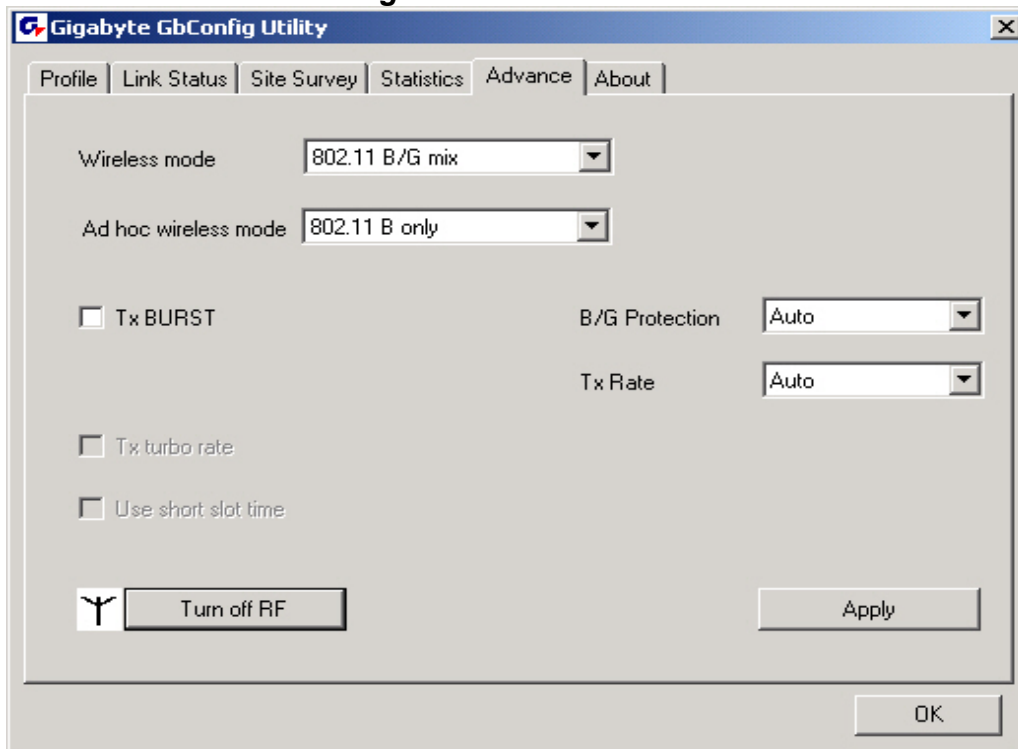 Gigabyte GbConfig Utility
Profile Link Status Site Survey Statistics Advance About
Wireless mode 802.11 B/G mix
Ad hoc wireless mode 802.11 B only
Tx BURST B/G Protection Auto
Tx Rate Auto
Tx turbo rate
Use short slot time
Turn off RF Apply
OK